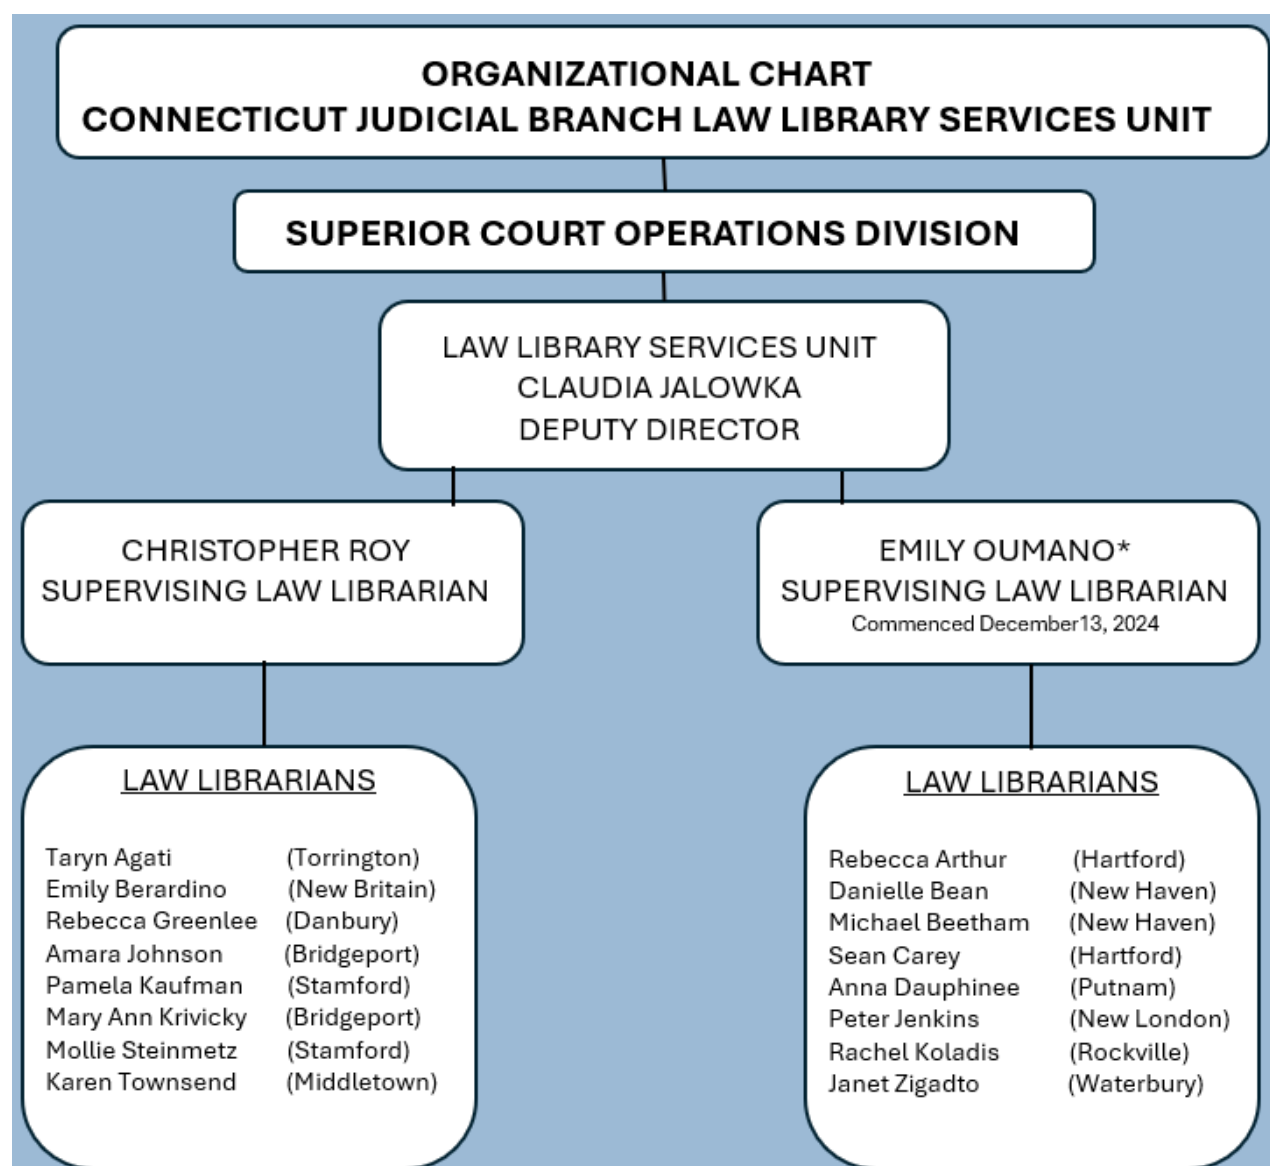 ORGANIZATIONAL CHART
CONNECTICUT JUDICIAL BRANCH LAW LIBRARY SERVICES UNIT
SUPERIOR COURT OPERATIONS DIVISION
LAW LIBRARY SERVICES UNIT
CLAUDIA JALOWKA
DEPUTY DIRECTOR
CHRISTOPHER ROY
SUPERVISING LAW LIBRARIAN
EMILY OUMANO*
SUPERVISING LAW LIBRARIAN
Commenced December13, 2024
LAW LIBRARIANS
Taryn Agati (Torrington)
Emily Berardino (New Britain)
Rebecca Greenlee (Danbury)
Amara Johnson (Bridgeport)
Pamela Kaufman (Stamford)
Mary Ann Krivicky (Bridgeport)
Mollie Steinmetz (Stamford)
Karen Townsend (Middletown)
LAW LIBRARIANS
Rebecca Arthur (Hartford)
Danielle Bean (New Haven)
Michael Beetham (New Haven)
Sean Carey (Hartford)
Anna Dauphinee (Putnam)
Peter Jenkins (New London)
Rachel Koladis (Rockville)
Janet Zigadto (Waterbury)